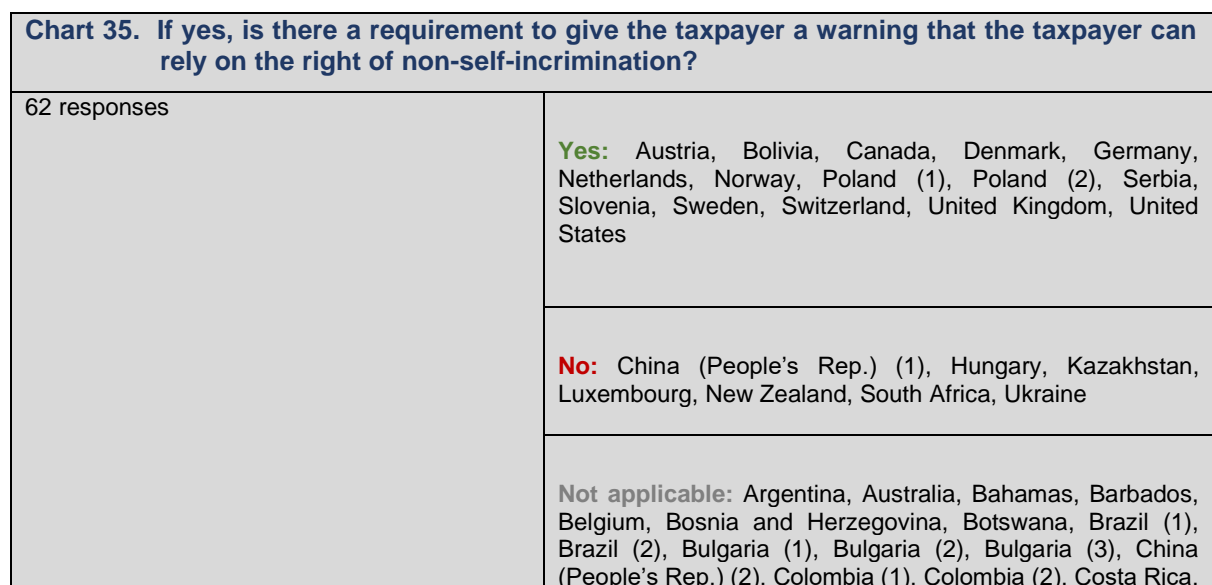 Chart 35. If yes, is there a requirement to give the taxpayer a warning that the taxpayer can
rely on the right of non-self-incrimination?
62 responses
Yes: Austria, Bolivia, Canada, Denmark, Germany,
Netherlands, Norway, Poland (1), Poland (2), Serbia,
Slovenia, Sweden, Switzerland, United Kingdom, United
States
No: China (People’s Rep.) (1), Hungary, Kazakhstan,
Luxembourg, New Zealand, South Africa, Ukraine
Not applicable: Argentina, Australia, Bahamas, Barbados,
Belgium, Bosnia and Herzegovina, Botswana, Brazil (1),
Brazil (2), Bulgaria (1), Bulgaria (2), Bulgaria (3), China
(People’s Rep.) (2), Colombia (1), Colombia (2), Costa Rica,